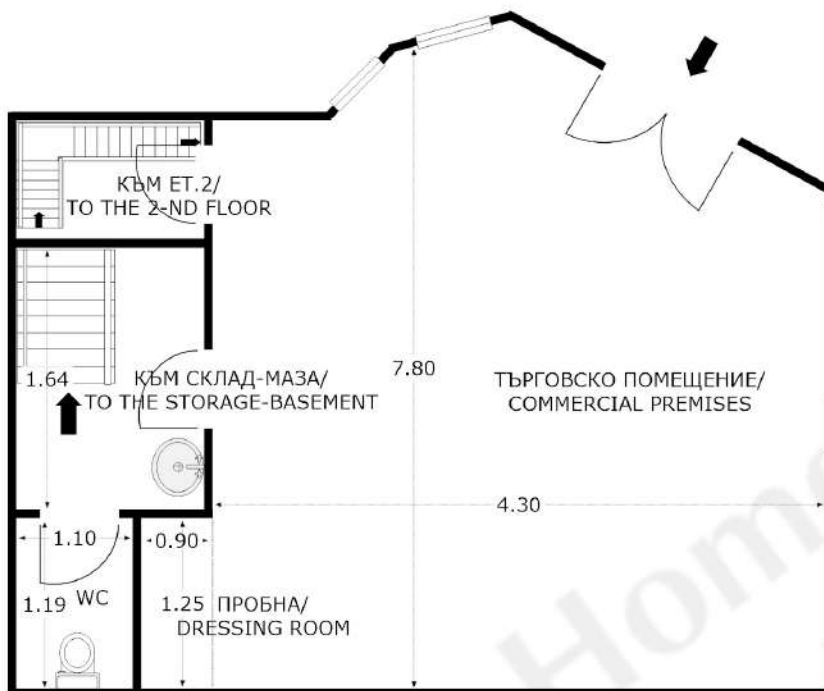 КЪМ ЕТ.2/
TO THE 2-ND FLOOR
1.64
КЪМ СКЛАД-МАЗА/
TO THE STORAGE-BASEMENT
7.80
ТЪРГОВСКО ПОМЕЩЕНИЕ/
COMMERCIAL PREMISES
4.30
1.10
0.90
1.19
WC
1.25
ПРОБНА/
DRESSING ROOM
Home